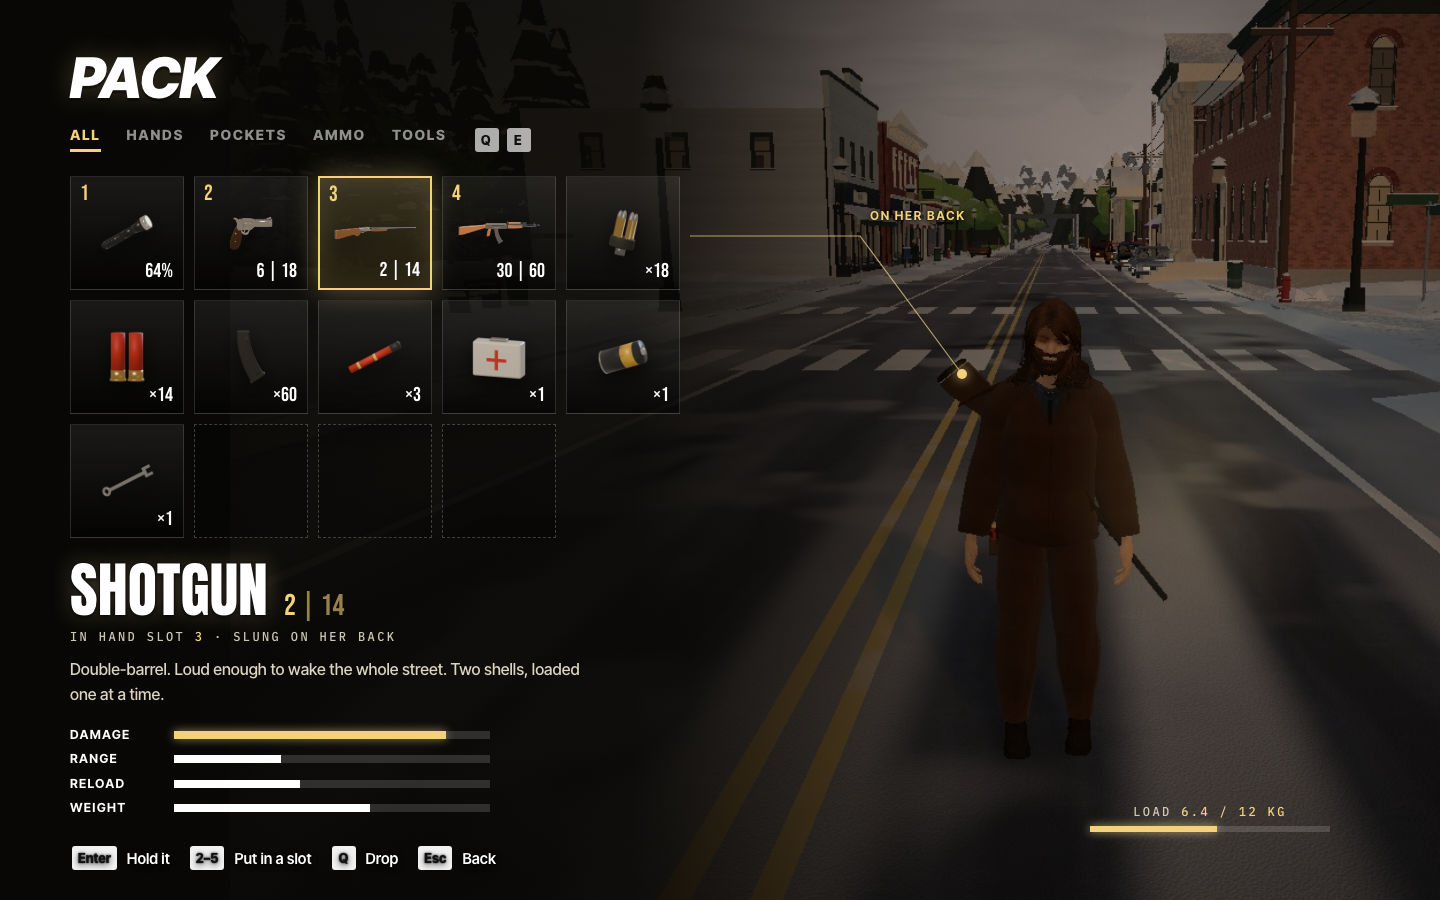 PACK
ALL HANDS POCKETS AMMO TOOLS Q E
1 2 3 4
64% 6 | 18 2 | 14 30 | 60 ×18
×14 ×60 ×3 ×1 ×1
×1
ON HER BACK
SHOTGUN 2 | 14
IN HAND SLOT 3 · SLUNG ON HER BACK
Double-barrel. Loud enough to wake the whole street. Two shells, loaded
one at a time.
DAMAGE
RANGE
RELOAD
WEIGHT
LOAD 6.4 / 12 KG
Enter Hold it 2–5 Put in a slot Q Drop Esc Back